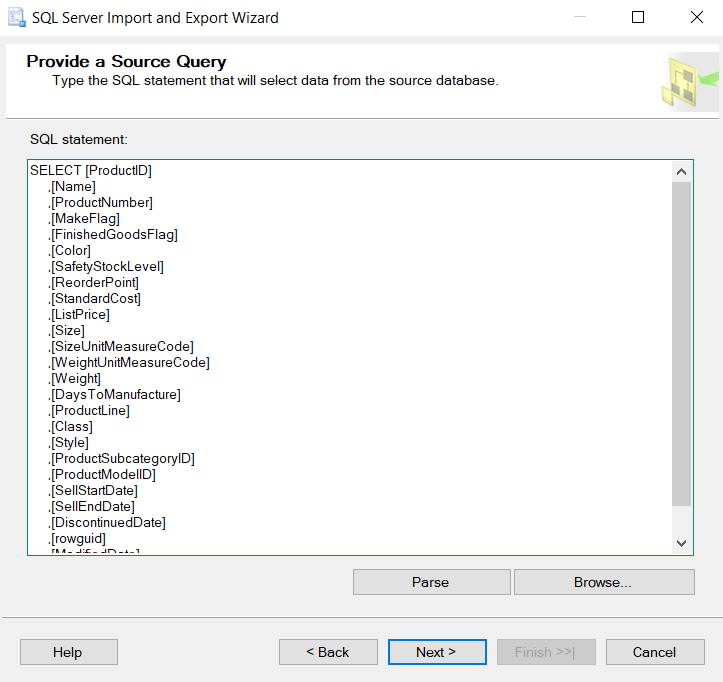 SQL Server Import and Export Wizard
Provide a Source Query
Type the SQL statement that will select data from the source database.
SQL statement:
SELECT [ProductID]
,[Name]
,[ProductNumber]
,[MakeFlag]
,[FinishedGoodsFlag]
,[Color]
,[SafetyStockLevel]
,[ReorderPoint]
,[StandardCost]
,[ListPrice]
,[Size]
,[SizeUnitMeasureCode]
,[WeightUnitMeasureCode]
,[Weight]
,[DaysToManufacture]
,[ProductLine]
,[Class]
,[Style]
,[ProductSubcategoryID]
,[ProductModelID]
,[SellStartDate]
,[SellEndDate]
,[DiscontinuedDate]
,[rowguid]
,[ModifiedDate]
Parse
Browse...
Help
< Back
Next >
Finish >>|
Cancel